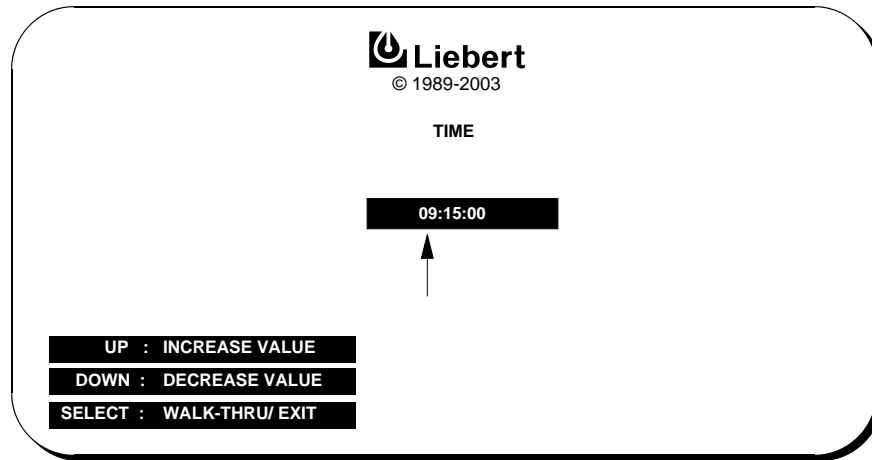 Liebert
© 1989-2003
TIME
09:15:00
UP : INCREASE VALUE
DOWN : DECREASE VALUE
SELECT : WALK-THRU/ EXIT